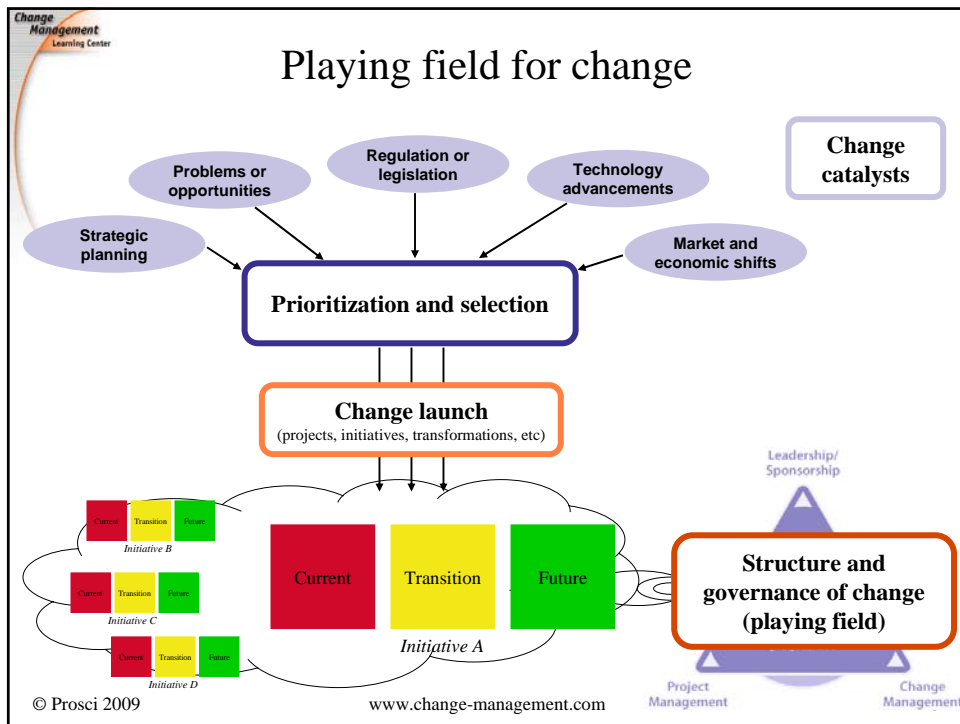 Change
Management
Learning Center
Playing field for change
Change
catalysts
Regulation or
legislation
Problems or
opportunities
Technology
advancements
Strategic
planning
Market and
economic shifts
Prioritization and selection
Change launch
(projects, initiatives, transformations, etc)
Leadership/
Sponsorship
Current Transition Future
Initiative B
Current Transition Future
Initiative C
Current Transition Future
Initiative D
Current Transition Future
Initiative A
Structure and
governance of change
(playing field)
Project
Management
Change
Management
© Prosci 2009
www.change-management.com